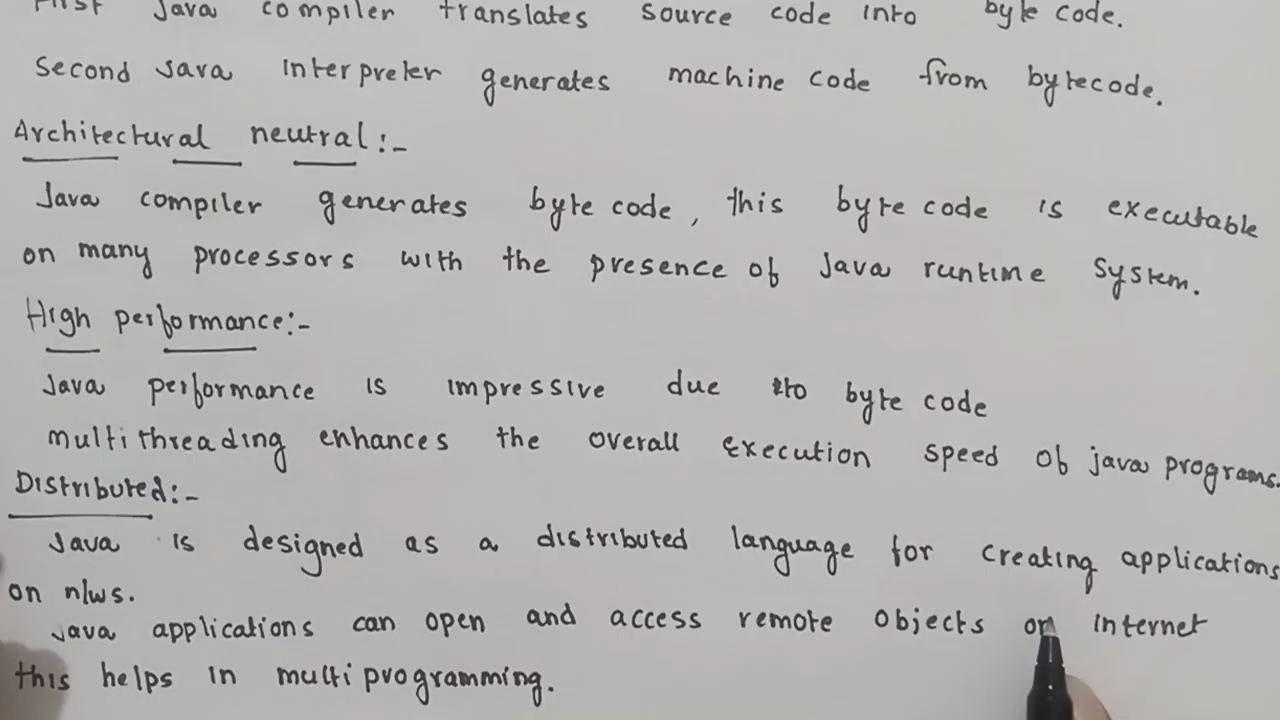 First Java compiler translates source code into byte code.
Second Java interpreter generates machine code from bytecode.
Architectural neutral:-
Java compiler generates byte code, this byte code is executable
on many processors with the presence of Java runtime System.
High performance:-
Java performance is impressive due to byte code
multithreading enhances the overall execution speed of java programs.
Distributed:-
Java is designed as a distributed language for creating applications
on n/ws.
Java applications can open and access remote objects on internet
this helps in multiprogramming.